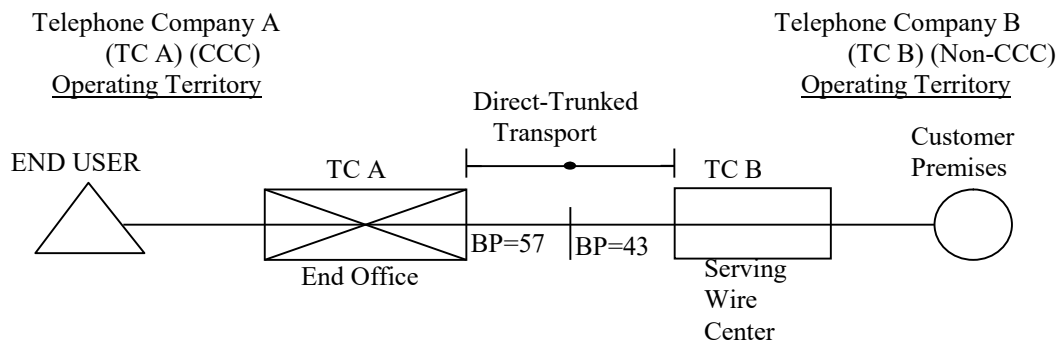 Telephone Company A
(TC A) (CCC)
Operating Territory
Telephone Company B
(TC B) (Non-CCC)
Operating Territory
Direct-Trunked
Transport
END USER
TC A
TC B
Customer
Premises
BP=57
BP=43
End Office
Serving
Wire
Center